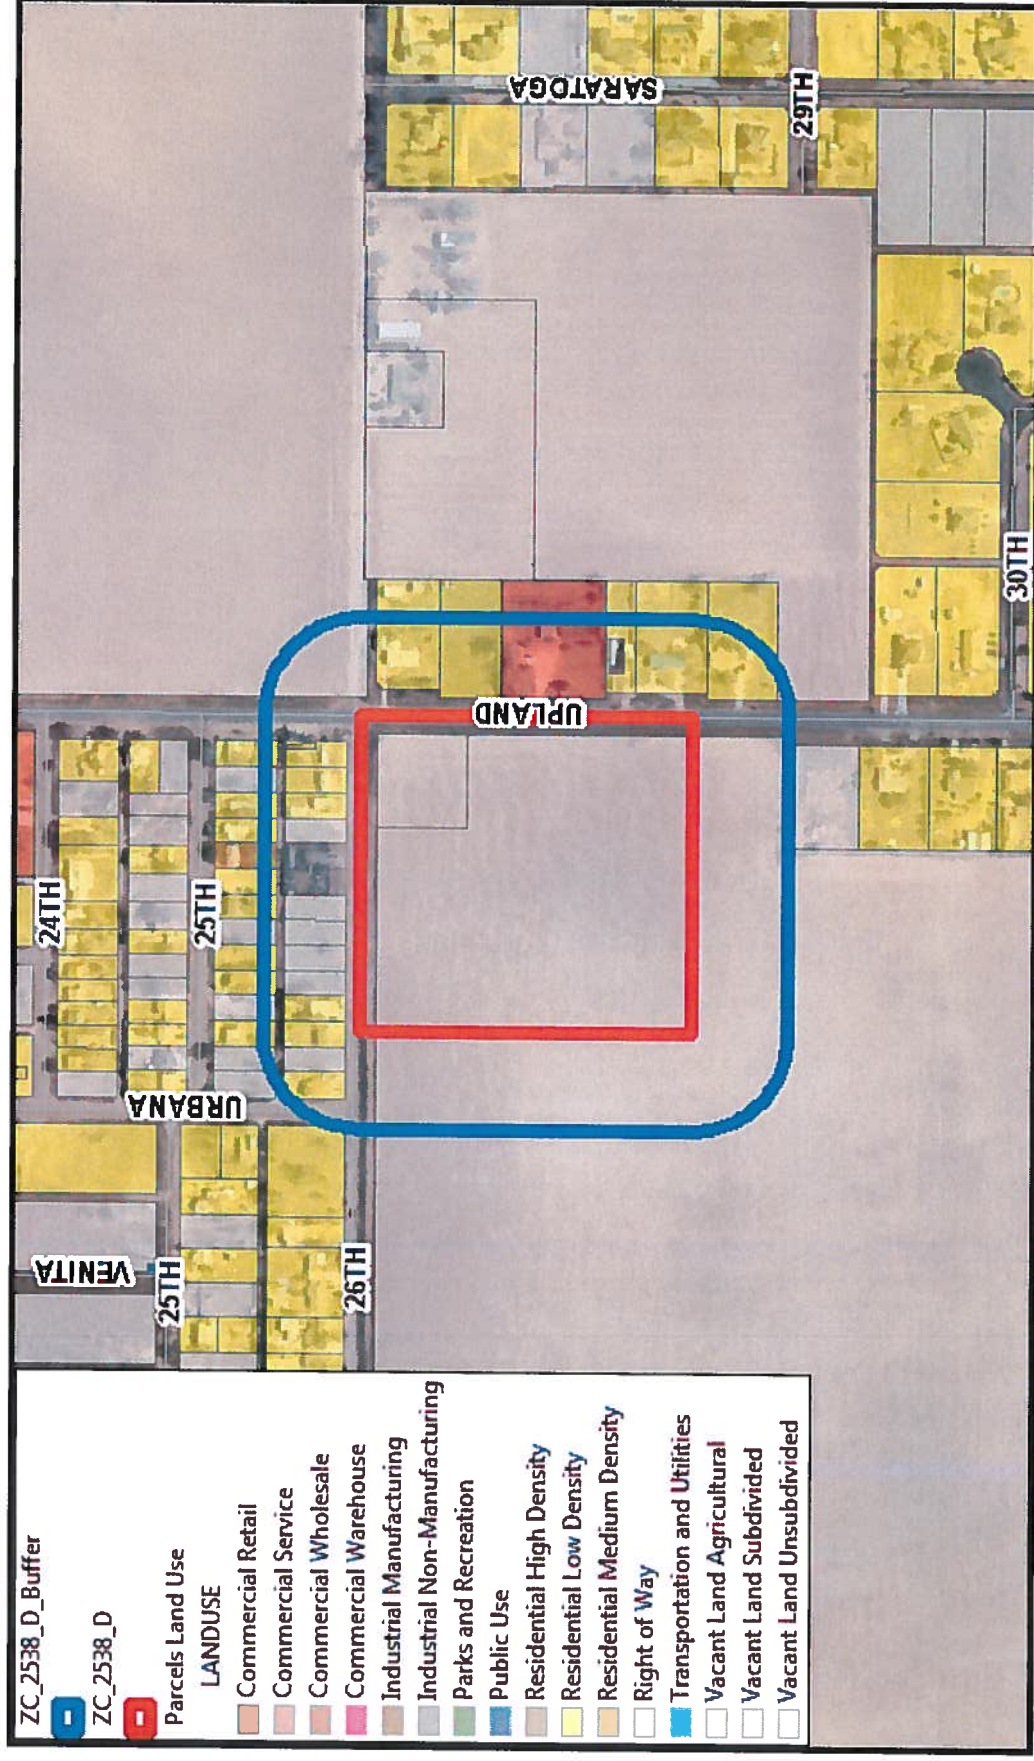 ZC_2538_D_Buffer
ZC_2538_D
Parcels Land Use
LANDUSE
Commercial Retail
Commercial Service
Commercial Wholesale
Commercial Warehouse
Industrial Manufacturing
Industrial Non-Manufacturing
Parks and Recreation
Public Use
Residential High Density
Residential Low Density
Residential Medium Density
Right of Way
Transportation and Utilities
Vacant Land Agricultural
Vacant Land Subdivided
Vacant Land Unsubdivided
VENITA
25TH
26TH
URBANA
24TH
25TH
UPLAND
SARATOGA
29TH
30TH